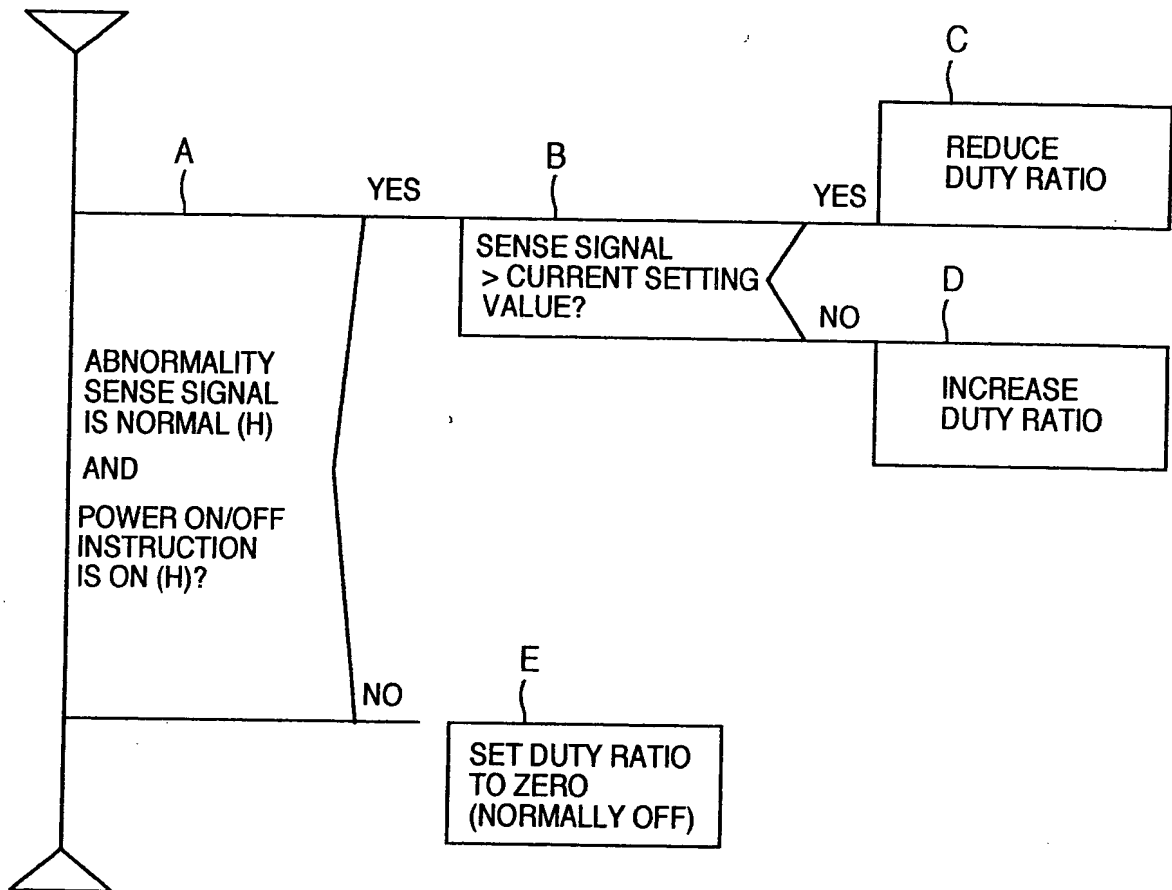 C
REDUCE
DUTY RATIO
A
YES
B
YES
SENSE SIGNAL
> CURRENT SETTING
VALUE?
D
NO
INCREASE
DUTY RATIO
ABNORMALITY
SENSE SIGNAL
IS NORMAL (H)
AND
POWER ON/OFF
INSTRUCTION
IS ON (H)?
NO
E
SET DUTY RATIO
TO ZERO
(NORMALLY OFF)